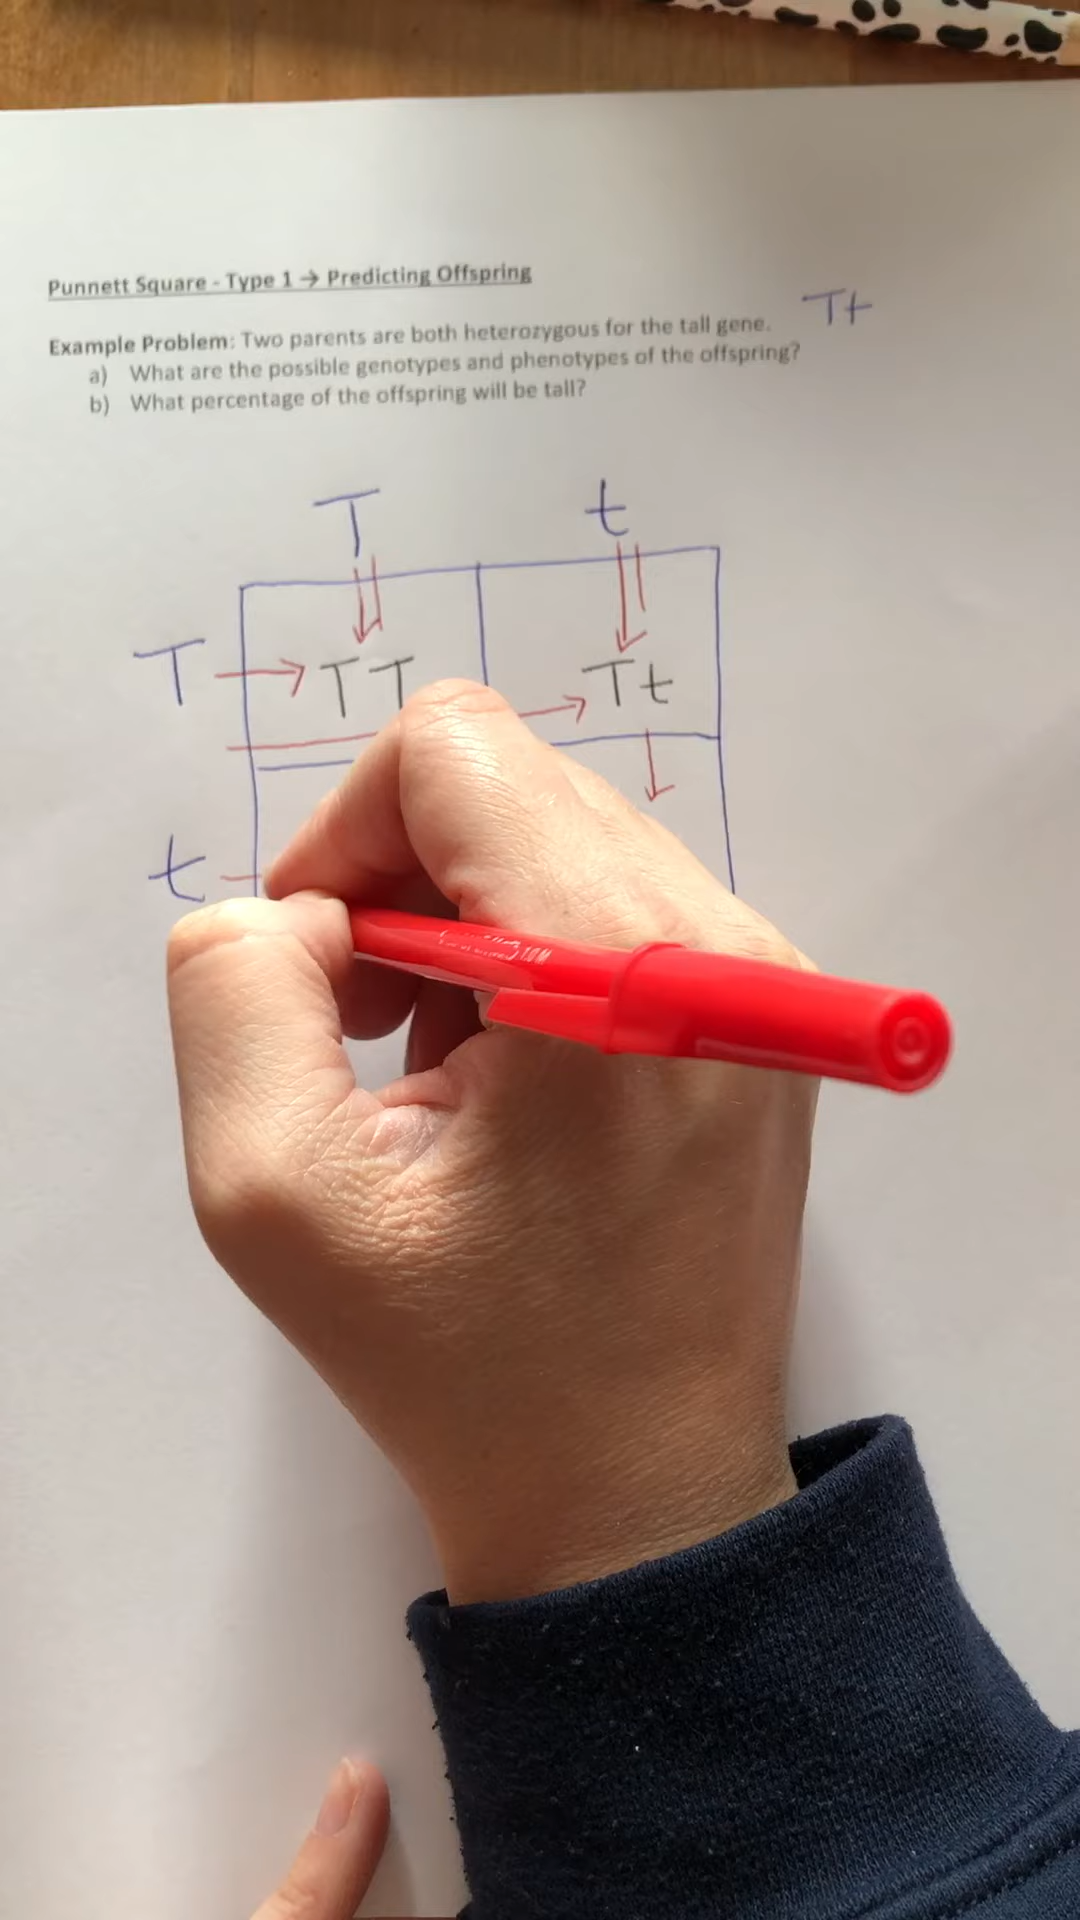 Punnett Square - Type 1 → Predicting Offspring
Tt
Example Problem: Two parents are both heterozygous for the tall gene.
a) What are the possible genotypes and phenotypes of the offspring?
b) What percentage of the offspring will be tall?
T t
T TT Tt
t
1.0 M